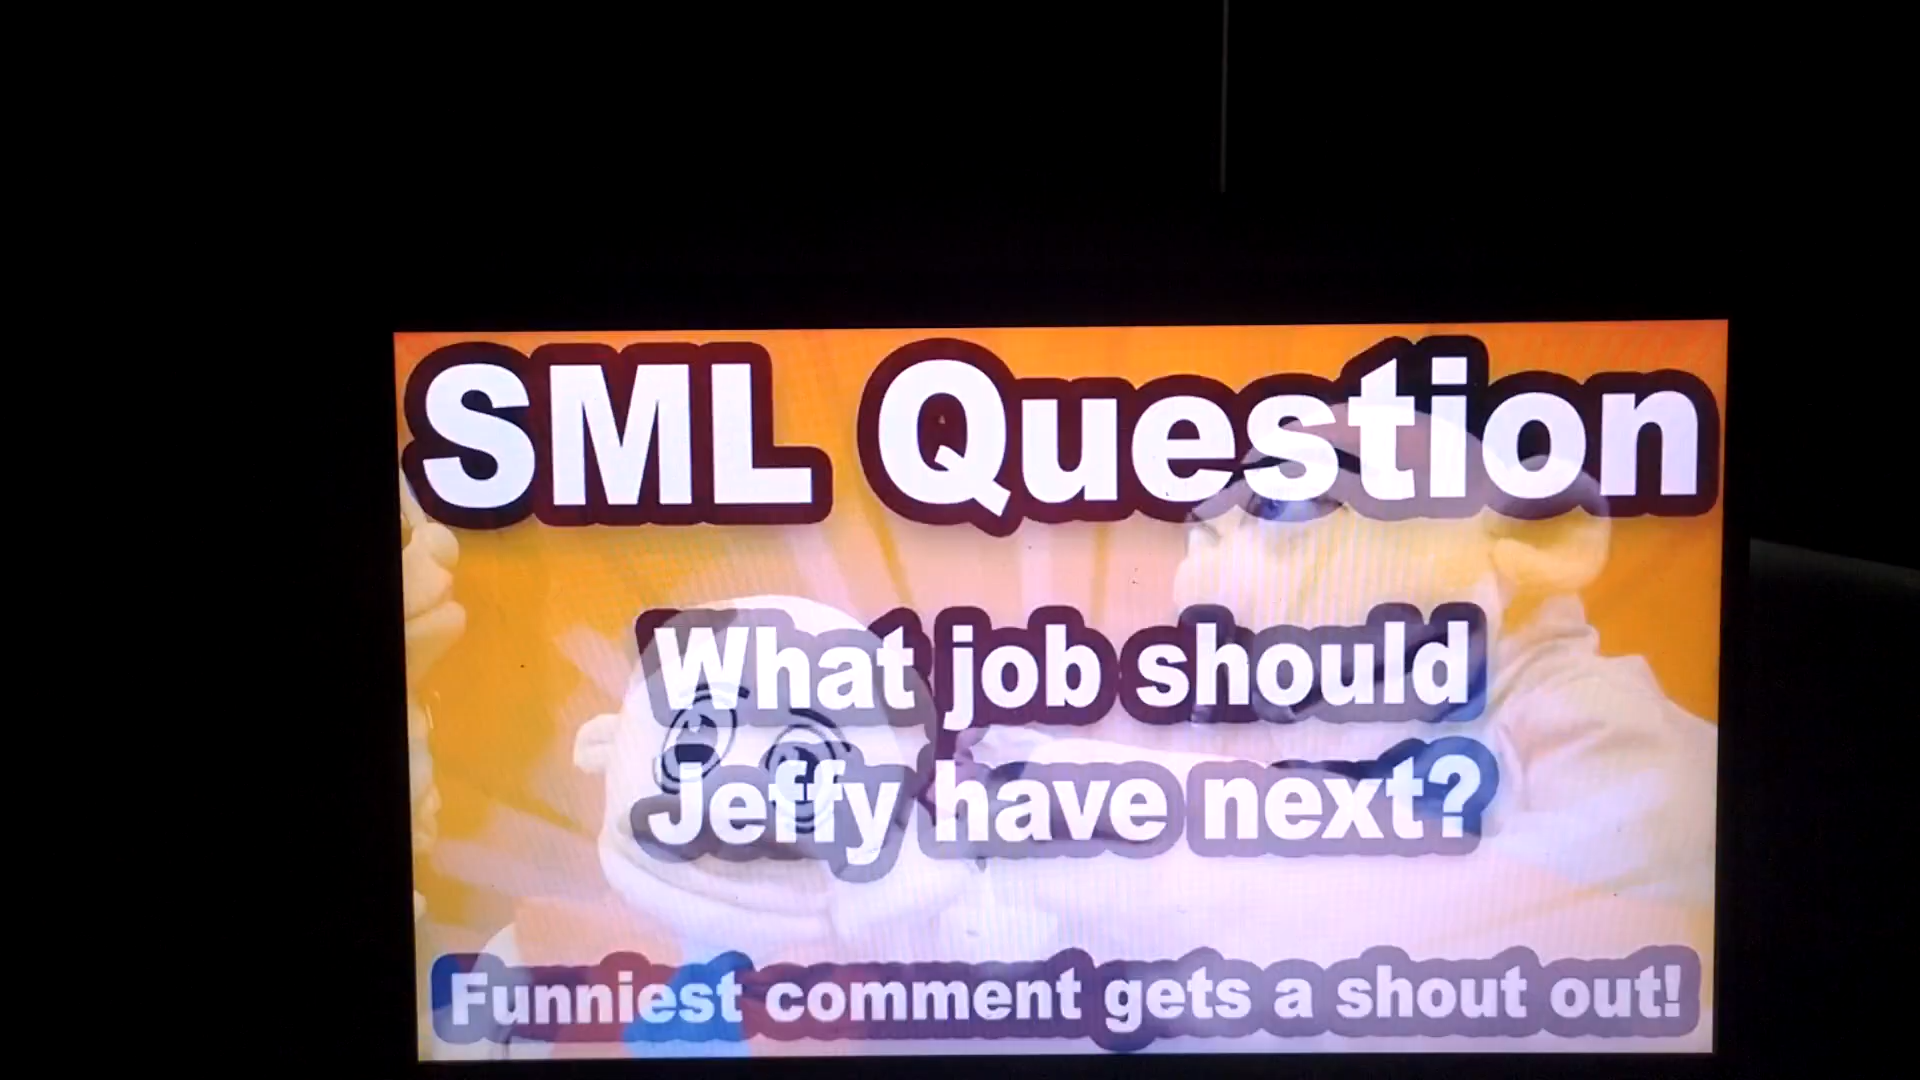 SML Question
What job should
Jeffy have next?
Funniest comment gets a shout out!